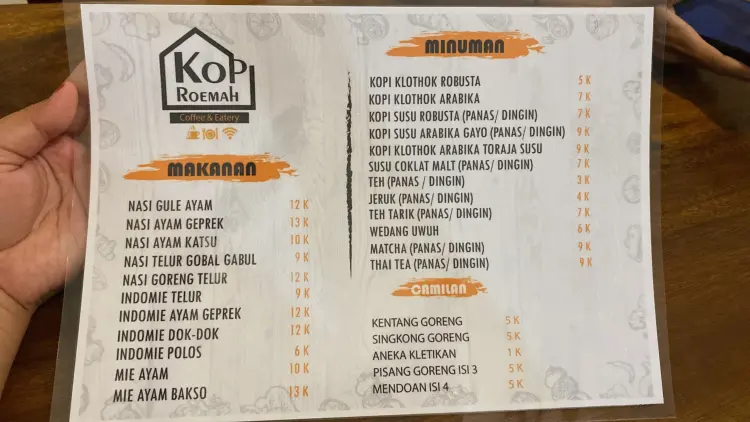 KOPI
ROEMAH
Coffee & Eatery
MAKANAN
NASI GULE AYAM 12 K
NASI AYAM GEPREK 13 K
NASI AYAM KATSU 10 K
NASI TELUR GOBAL GABUL 9 K
NASI GORENG TELUR 12 K
INDOMIE TELUR 9 K
INDOMIE AYAM GEPREK 12 K
INDOMIE DOK-DOK 12 K
INDOMIE POLOS 6 K
MIE AYAM 10 K
MIE AYAM BAKSO 13 K
MINUMAN
KOPI KLOTHOK ROBUSTA 5 K
KOPI KLOTHOK ARABIKA 7 K
KOPI SUSU ROBUSTA (PANAS/ DINGIN) 7 K
KOPI SUSU ARABIKA GAYO (PANAS/ DINGIN) 9 K
KOPI KLOTHOK ARABIKA TORAJA SUSU 9 K
SUSU COKLAT MALT (PANAS/ DINGIN) 7 K
TEH (PANAS / DINGIN) 3 K
JERUK (PANAS/ DINGIN) 4 K
TEH TARIK (PANAS/ DINGIN) 7 K
WEDANG UWUH 6 K
MATCHA (PANAS/ DINGIN) 9 K
THAI TEA (PANAS/ DINGIN) 9 K
CAMILAN
KENTANG GORENG 5 K
SINGKONG GORENG 5 K
ANEKA KLETIKAN 1 K
PISANG GORENG ISI 3 5 K
MENDOAN ISI 4 5 K